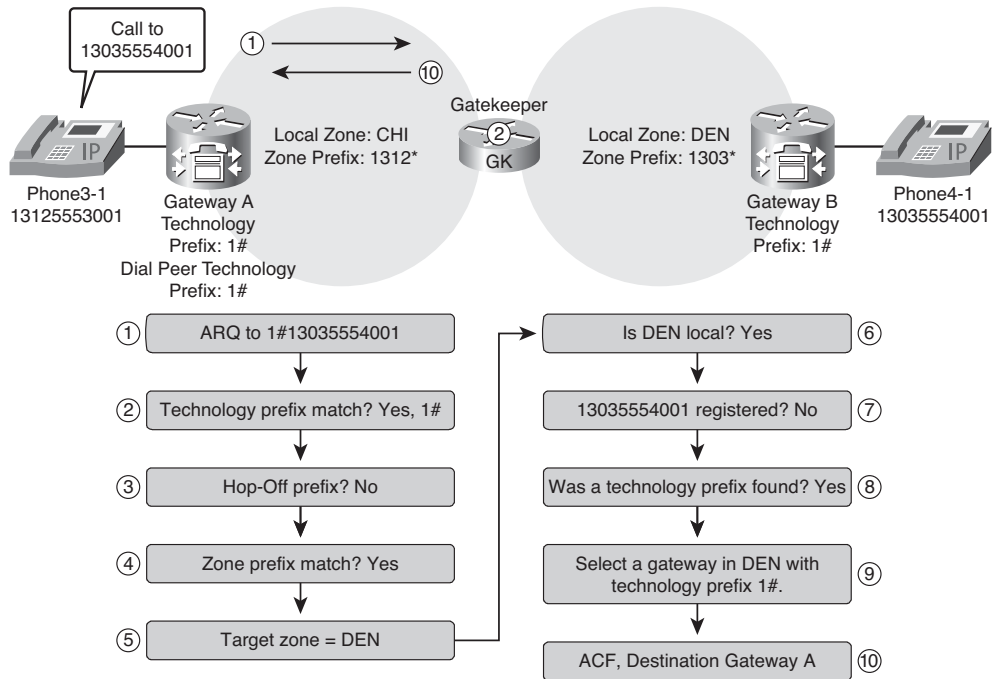 Call to
13035554001
1
10
Gatekeeper
2
GK
IP
Phone3-1
13125553001
Gateway A
Technology
Prefix: 1#
Dial Peer Technology
Prefix: 1#
Local Zone: CHI
Zone Prefix: 1312*
Local Zone: DEN
Zone Prefix: 1303*
Gateway B
Technology
Prefix: 1#
IP
Phone4-1
13035554001
1 ARQ to 1#13035554001
2 Technology prefix match? Yes, 1#
3 Hop-Off prefix? No
4 Zone prefix match? Yes
5 Target zone = DEN
Is DEN local? Yes 6
13035554001 registered? No 7
Was a technology prefix found? Yes 8
Select a gateway in DEN with
technology prefix 1#. 9
ACF, Destination Gateway A 10